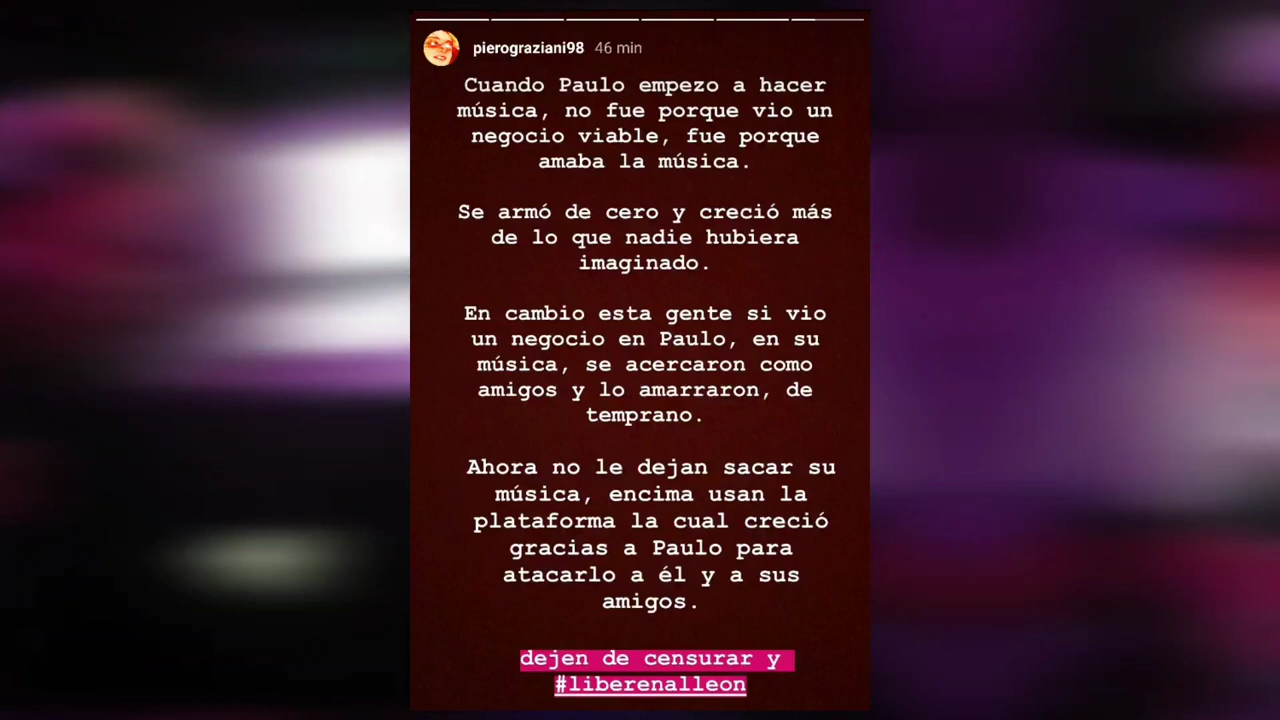 pierograziani98 46 min
Cuando Paulo empezo a hacer
música, no fue porque vio un
negocio viable, fue porque
amaba la música.
Se armó de cero y creció más
de lo que nadie hubiera
imaginado.
En cambio esta gente si vio
un negocio en Paulo, en su
música, se acercaron como
amigos y lo amarraron, de
temprano.
Ahora no le dejan sacar su
música, encima usan la
plataforma la cual creció
gracias a Paulo para
atacarlo a él y a sus
amigos.
dejen de censurar y
#liberenalleon